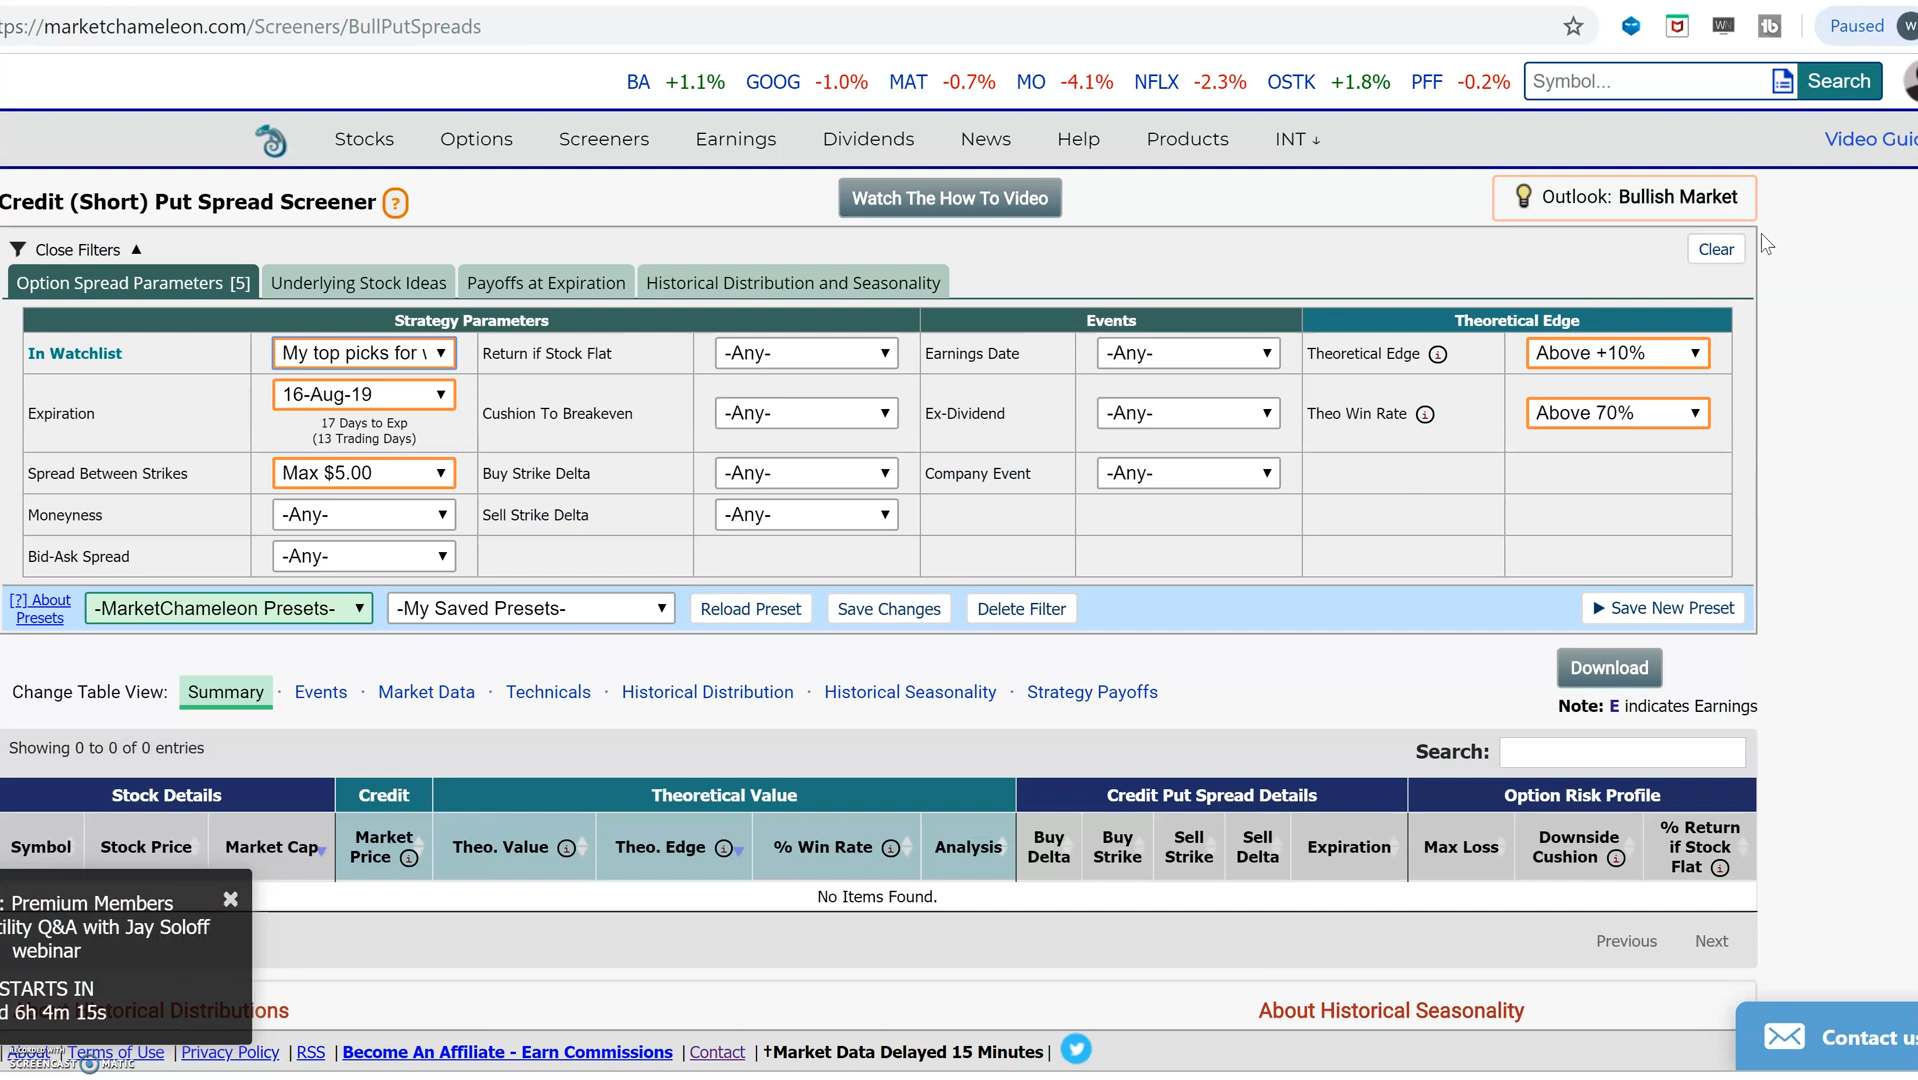 tps://marketchameleon.com/Screeners/BullPutSpreads
Paused
W
BA +1.1% GOOG -1.0% MAT -0.7% MO -4.1% NFLX -2.3% OSTK +1.8% PFF -0.2%
Symbol... Search
Stocks Options Screeners Earnings Dividends News Help Products INT ↓ Video Guid
Credit (Short) Put Spread Screener ?
Watch The How To Video
Outlook: Bullish Market
Close Filters ▲
Clear
Option Spread Parameters [5] Underlying Stock Ideas Payoffs at Expiration Historical Distribution and Seasonality
Strategy Parameters Events Theoretical Edge
In Watchlist My top picks for Return if Stock Flat -Any- Earnings Date -Any- Theoretical Edge i Above +10%
Expiration 16-Aug-19 Cushion To Breakeven -Any- Ex-Dividend -Any- Theo Win Rate i Above 70%
17 Days to Exp
(13 Trading Days)
Spread Between Strikes Max $5.00 Buy Strike Delta -Any- Company Event -Any-
Moneyness -Any- Sell Strike Delta -Any-
Bid-Ask Spread -Any-
[?] About
Presets
-MarketChameleon Presets- -My Saved Presets- Reload Preset Save Changes Delete Filter ▶ Save New Preset
Download
Change Table View: Summary · Events · Market Data · Technicals · Historical Distribution · Historical Seasonality · Strategy Payoffs
Note: E indicates Earnings
Showing 0 to 0 of 0 entries
Search:
Stock Details Credit Theoretical Value Credit Put Spread Details Option Risk Profile
Symbol Stock Price Market Cap Market Price i Theo. Value i Theo. Edge i % Win Rate i Analysis Buy Delta Buy Strike Sell Strike Sell Delta Expiration Max Loss Downside Cushion i % Return if Stock Flat i
No Items Found.
: Premium Members
tility Q&A with Jay Soloff
webinar
STARTS IN
d 6h 4m 15s
Previous Next
Historical Distributions
About Historical Seasonality
About | Terms of Use | Privacy Policy | RSS | Become An Affiliate - Earn Commissions | Contact | †Market Data Delayed 15 Minutes |
Contact us
RECORDED WITH
SCREENCAST MATIC